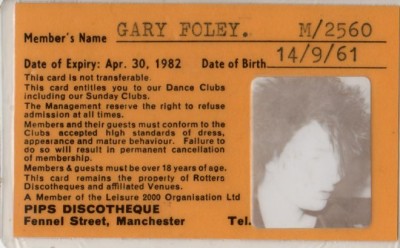 Member's Name GARY FOLEY. M/2560
Date of Expiry: Apr. 30, 1982 Date of Birth 14/9/61
This card is not transferable
This card entitles you to our Dance Clubs
including our Sunday Clubs.
The Management reserve the right to refuse
admission at all times.
Members and their guests must conform to the
Clubs accepted high standards of dress,
appearance and mature behaviour. Failure to
do so will result in permanent cancellation
of membership.
Members & guests must be over 18 years of age.
This card remains the property of Rotters
Discotheques and affiliated Venues.
A Member of the Leisure 2000 Organisation Ltd
PIPS DISCOTHEQUE
Fennel Street, Manchester Tel.